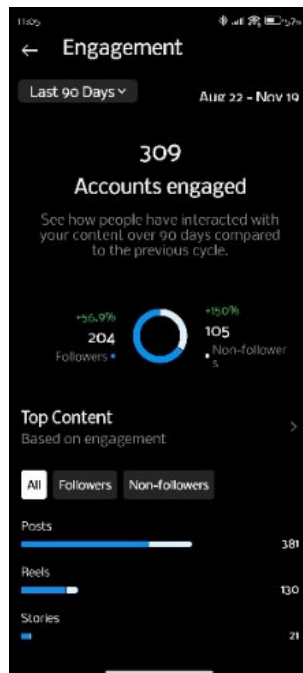 11:05
Engagement
Last 90 Days
Aug 22 - Nov 19
309
Accounts engaged
See how people have interacted with
your content over 90 days compared
to the previous cycle.
+56.9%
204
Followers
+150%
105
Non-follower
s
Top Content
Based on engagement
All Followers Non-followers
Posts
381
Reels
130
Stories
21